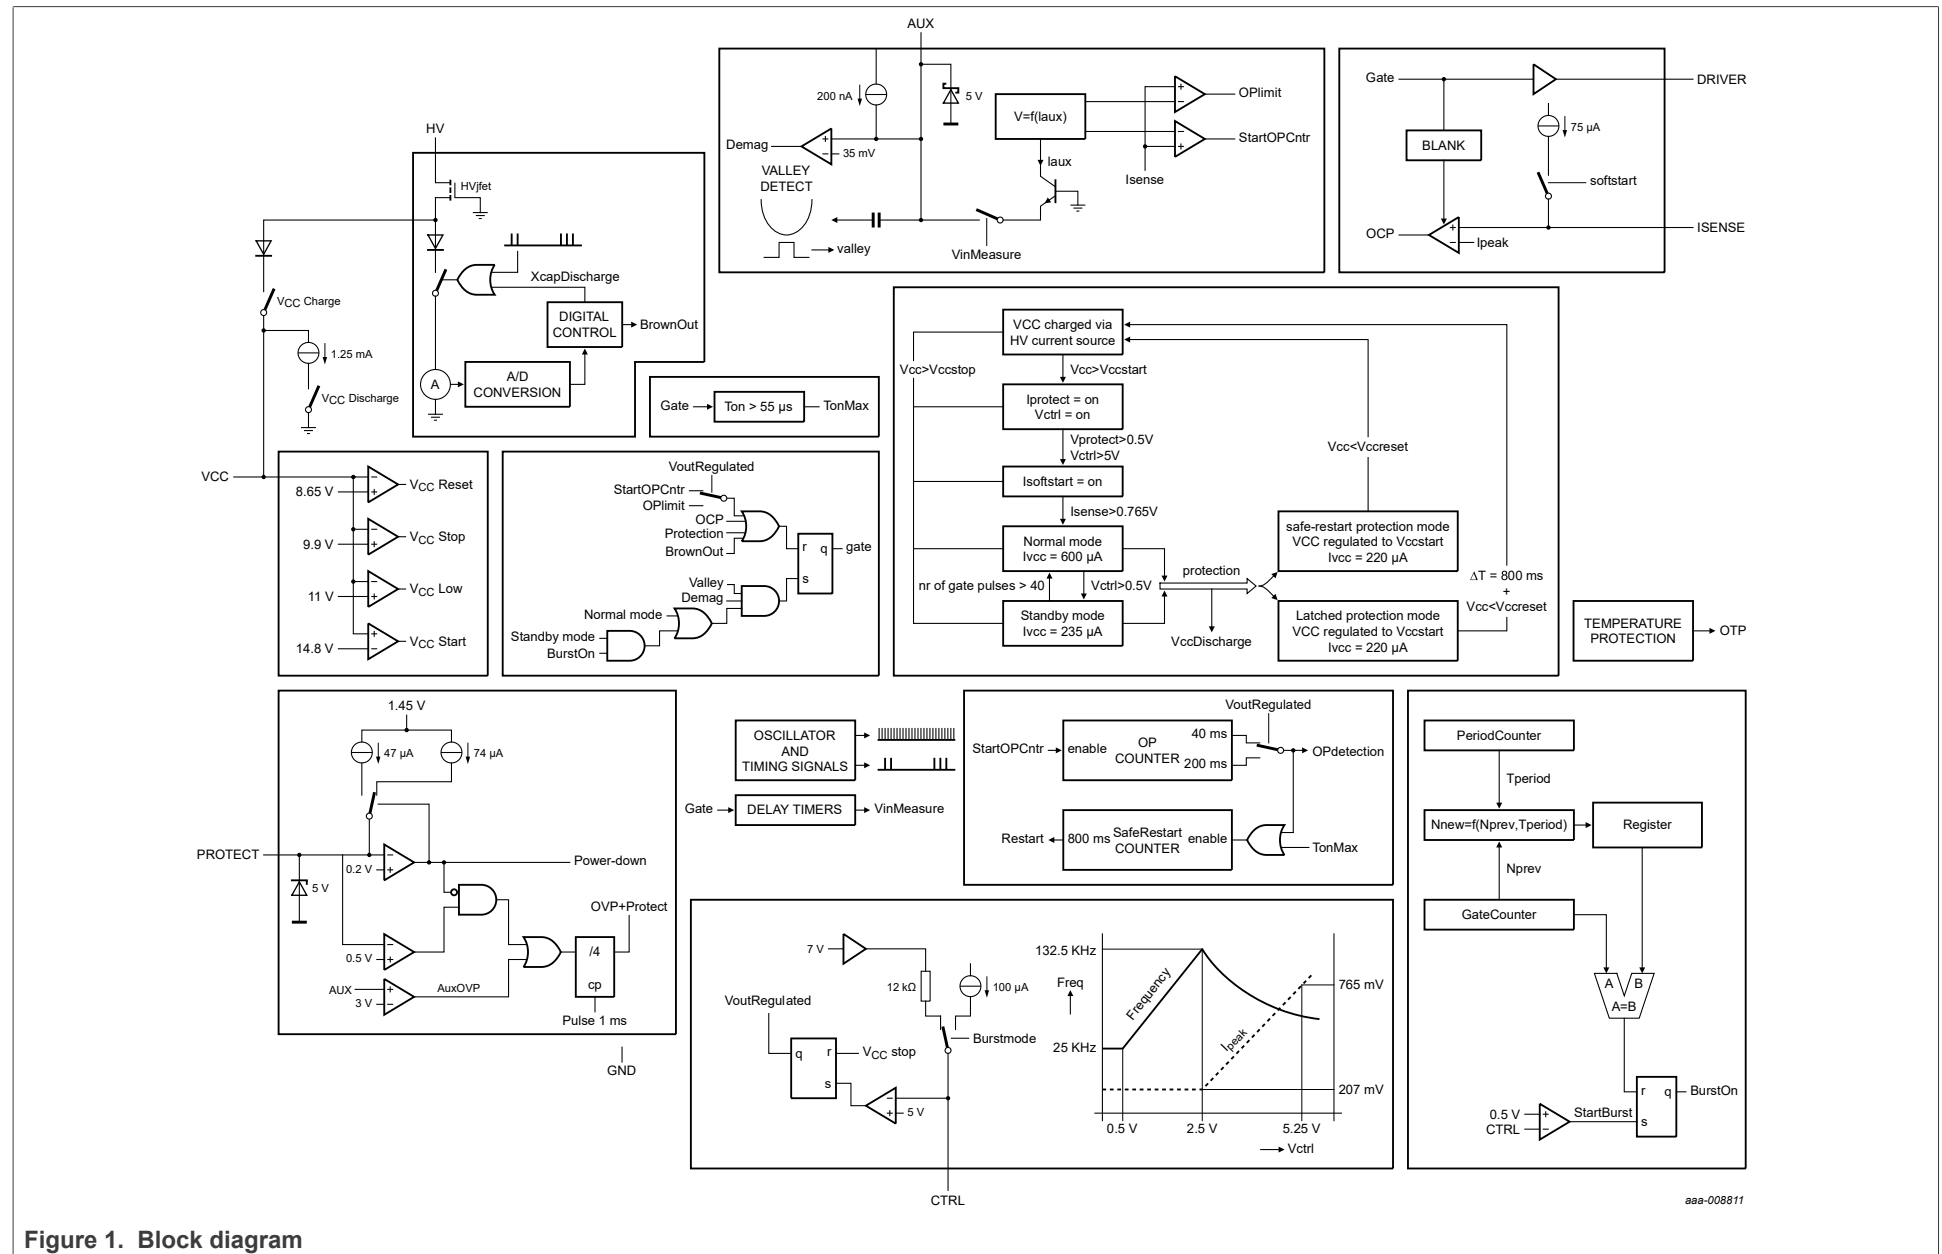 AUX
200 nA
5 V
Demag
+
−
35 mV
VALLEY
DETECT
valley
V=f(Iaux)
Iaux
VinMeasure
+
−
OPlimit
−
+
StartOPCntr
Isense
Gate
DRIVER
75 µA
BLANK
softstart
OCP
+
−
Ipeak
ISENSE
HV
HVjfet
XcapDischarge
DIGITAL
CONTROL
BrownOut
A
A/D
CONVERSION
VCC Charge
1.25 mA
VCC Discharge
Gate
Ton > 55 µs
TonMax
VCC
−
8.65 V
+
VCC Reset
−
9.9 V
+
VCC Stop
−
11 V
+
VCC Low
+
14.8 V
−
VCC Start
VoutRegulated
StartOPCntr
OPlimit
OCP
Protection
BrownOut
r
q
gate
s
Valley
Demag
Normal mode
Standby mode
BurstOn
VCC charged via
HV current source
Vcc>Vccstop
Vcc>Vccstart
Iprotect = on
Vctrl = on
Vprotect>0.5V
Vctrl>5V
Isoftstart = on
Isense>0.765V
Normal mode
Ivcc = 600 µA
nr of gate pulses > 40
Vctrl>0.5V
Standby mode
Ivcc = 235 µA
protection
VccDischarge
Vcc<Vccreset
safe-restart protection mode
VCC regulated to Vccstart
Ivcc = 220 µA
Latched protection mode
VCC regulated to Vccstart
Ivcc = 220 µA
ΔT = 800 ms
+
Vcc<Vccreset
TEMPERATURE
PROTECTION
OTP
1.45 V
47 µA
74 µA
PROTECT
−
0.2 V
+
Power-down
5 V
OVP+Protect
−
0.5 V
+
/4
cp
AUX
+
3 V
−
AuxOVP
Pulse 1 ms
GND
OSCILLATOR
AND
TIMING SIGNALS
Gate
DELAY TIMERS
VinMeasure
VoutRegulated
StartOPCntr
enable
OP
COUNTER
40 ms
200 ms
OPdetection
Restart
800 ms
SafeRestart
COUNTER
enable
TonMax
7 V
12 kΩ
100 µA
VoutRegulated
Burstmode
q
r
VCC stop
s
−
+
5 V
CTRL
132.5 KHz
Freq
25 KHz
Frequency
Ipeak
765 mV
207 mV
0.5 V
2.5 V
5.25 V
Vctrl
PeriodCounter
Tperiod
Nnew=f(Nprev,Tperiod)
Register
Nprev
GateCounter
A
B
A=B
r
q
BurstOn
0.5 V
+
CTRL
−
StartBurst
s
aaa-008811
Figure 1. Block diagram